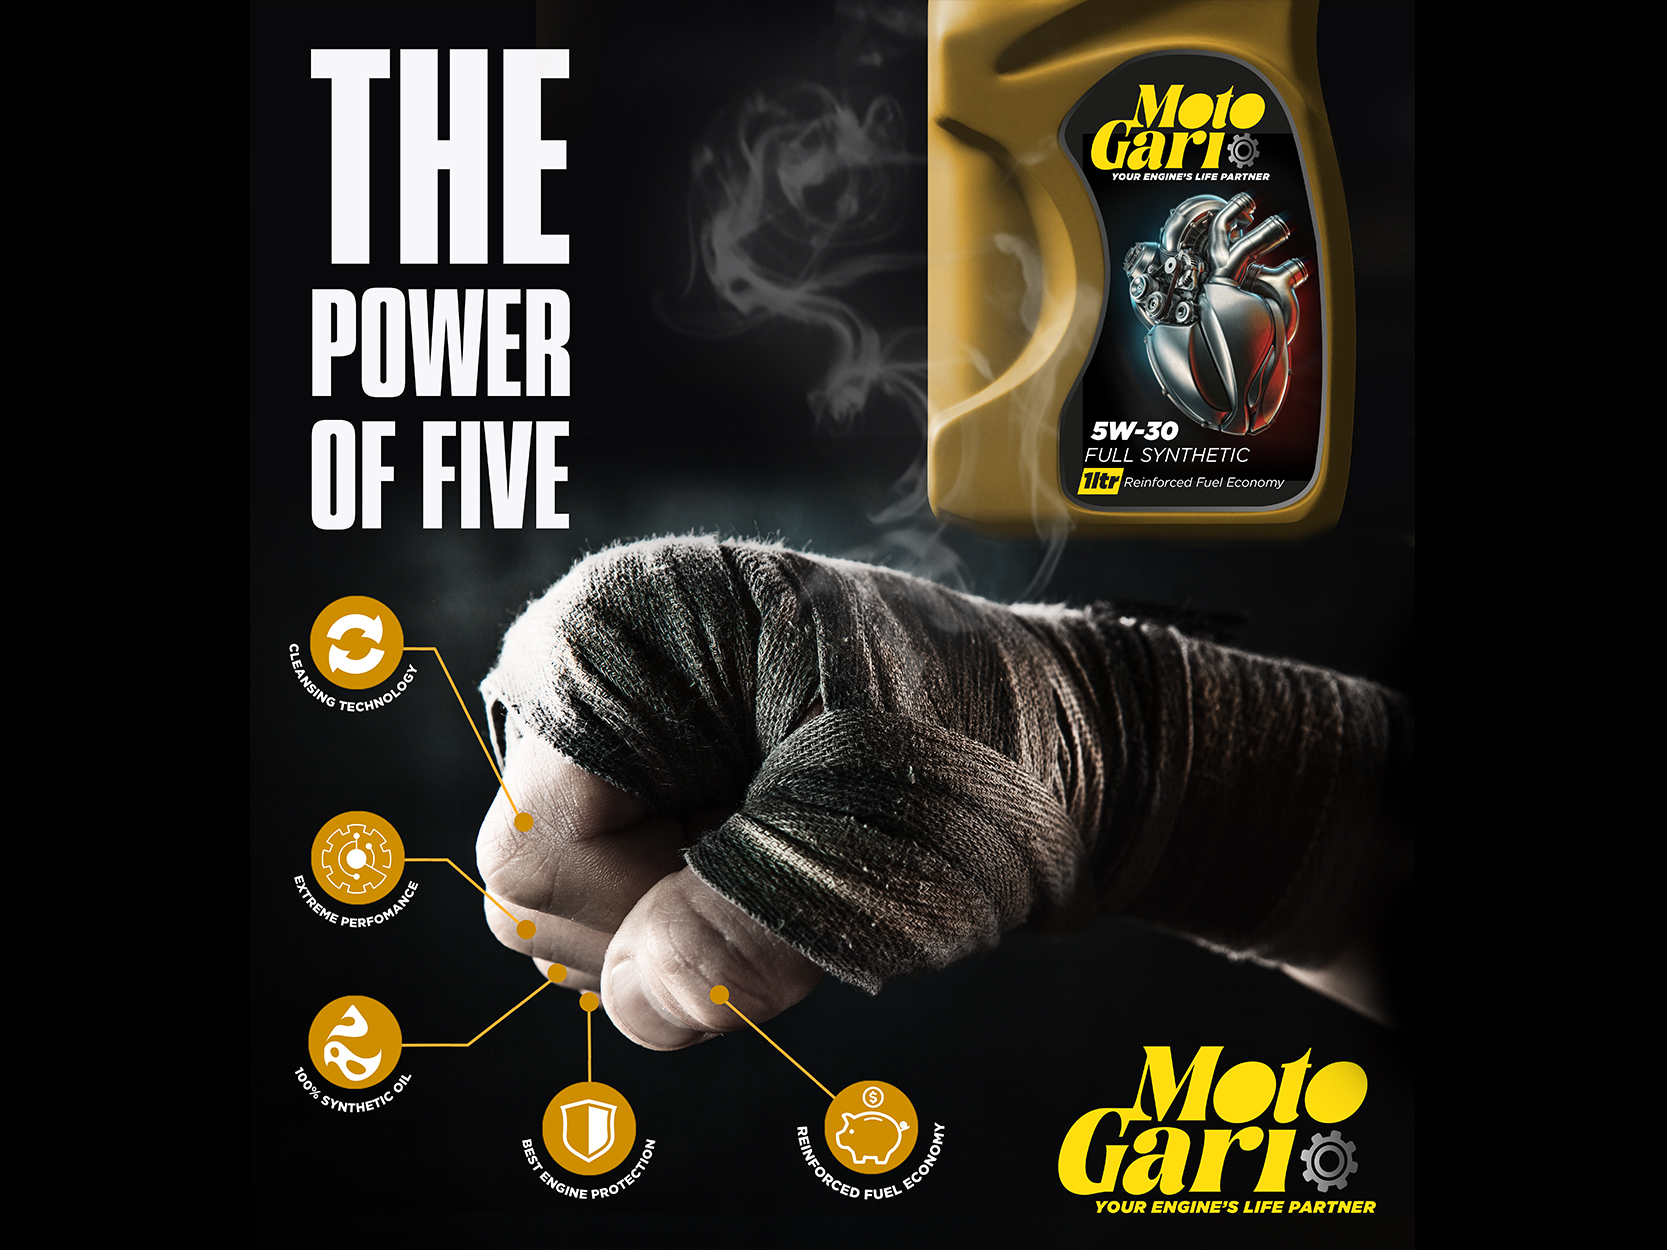 THE
POWER
OF FIVE
Moto
Gari
YOUR ENGINE'S LIFE PARTNER
5W-30
FULL SYNTHETIC
1ltr Reinforced Fuel Economy
CLEANSING TECHNOLOGY
EXTREME PERFOMANCE
100% SYNTHETIC OIL
BEST ENGINE PROTECTION
$
REINFORCED FUEL ECONOMY
Moto
Gari
YOUR ENGINE'S LIFE PARTNER